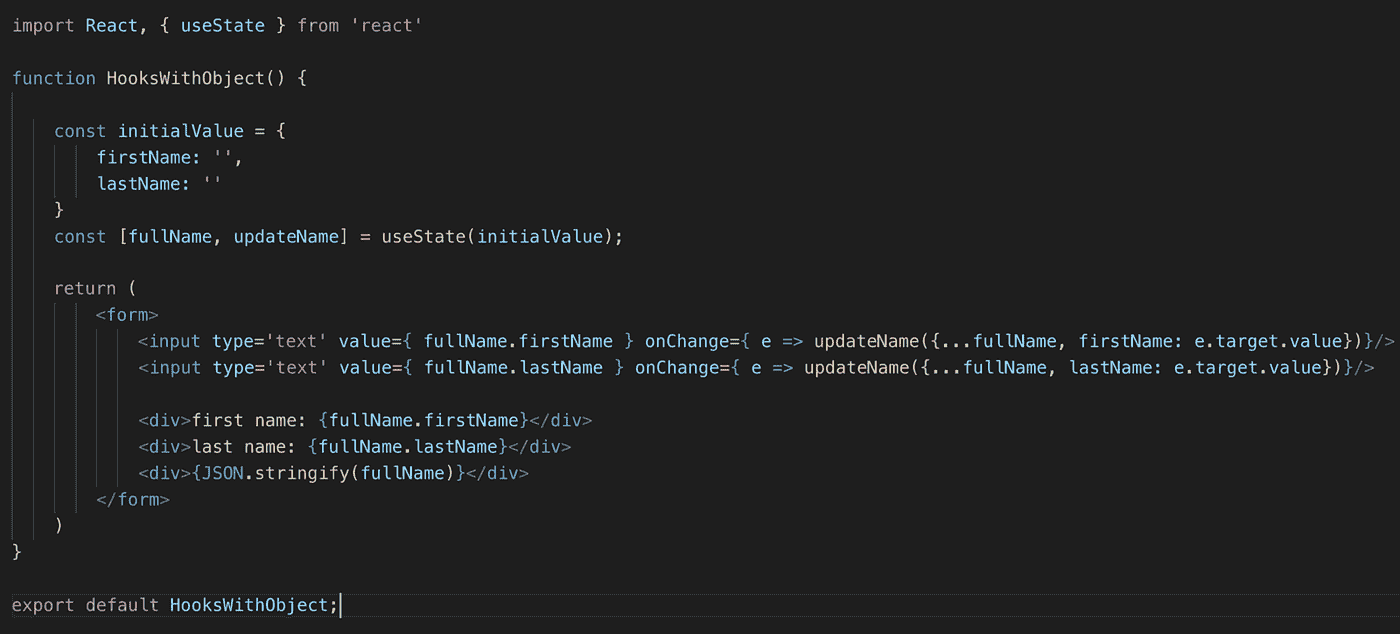 import React, { useState } from 'react'
function HooksWithObject() {
const initialValue = {
firstName: '',
lastName: ''
}
const [fullName, updateName] = useState(initialValue);
return (
<form>
<input type='text' value={ fullName.firstName } onChange={ e => updateName({...fullName, firstName: e.target.value})}/>
<input type='text' value={ fullName.lastName } onChange={ e => updateName({...fullName, lastName: e.target.value})}/>
<div>first name: {fullName.firstName}</div>
<div>last name: {fullName.lastName}</div>
<div>{JSON.stringify(fullName)}</div>
</form>
)
}
export default HooksWithObject;